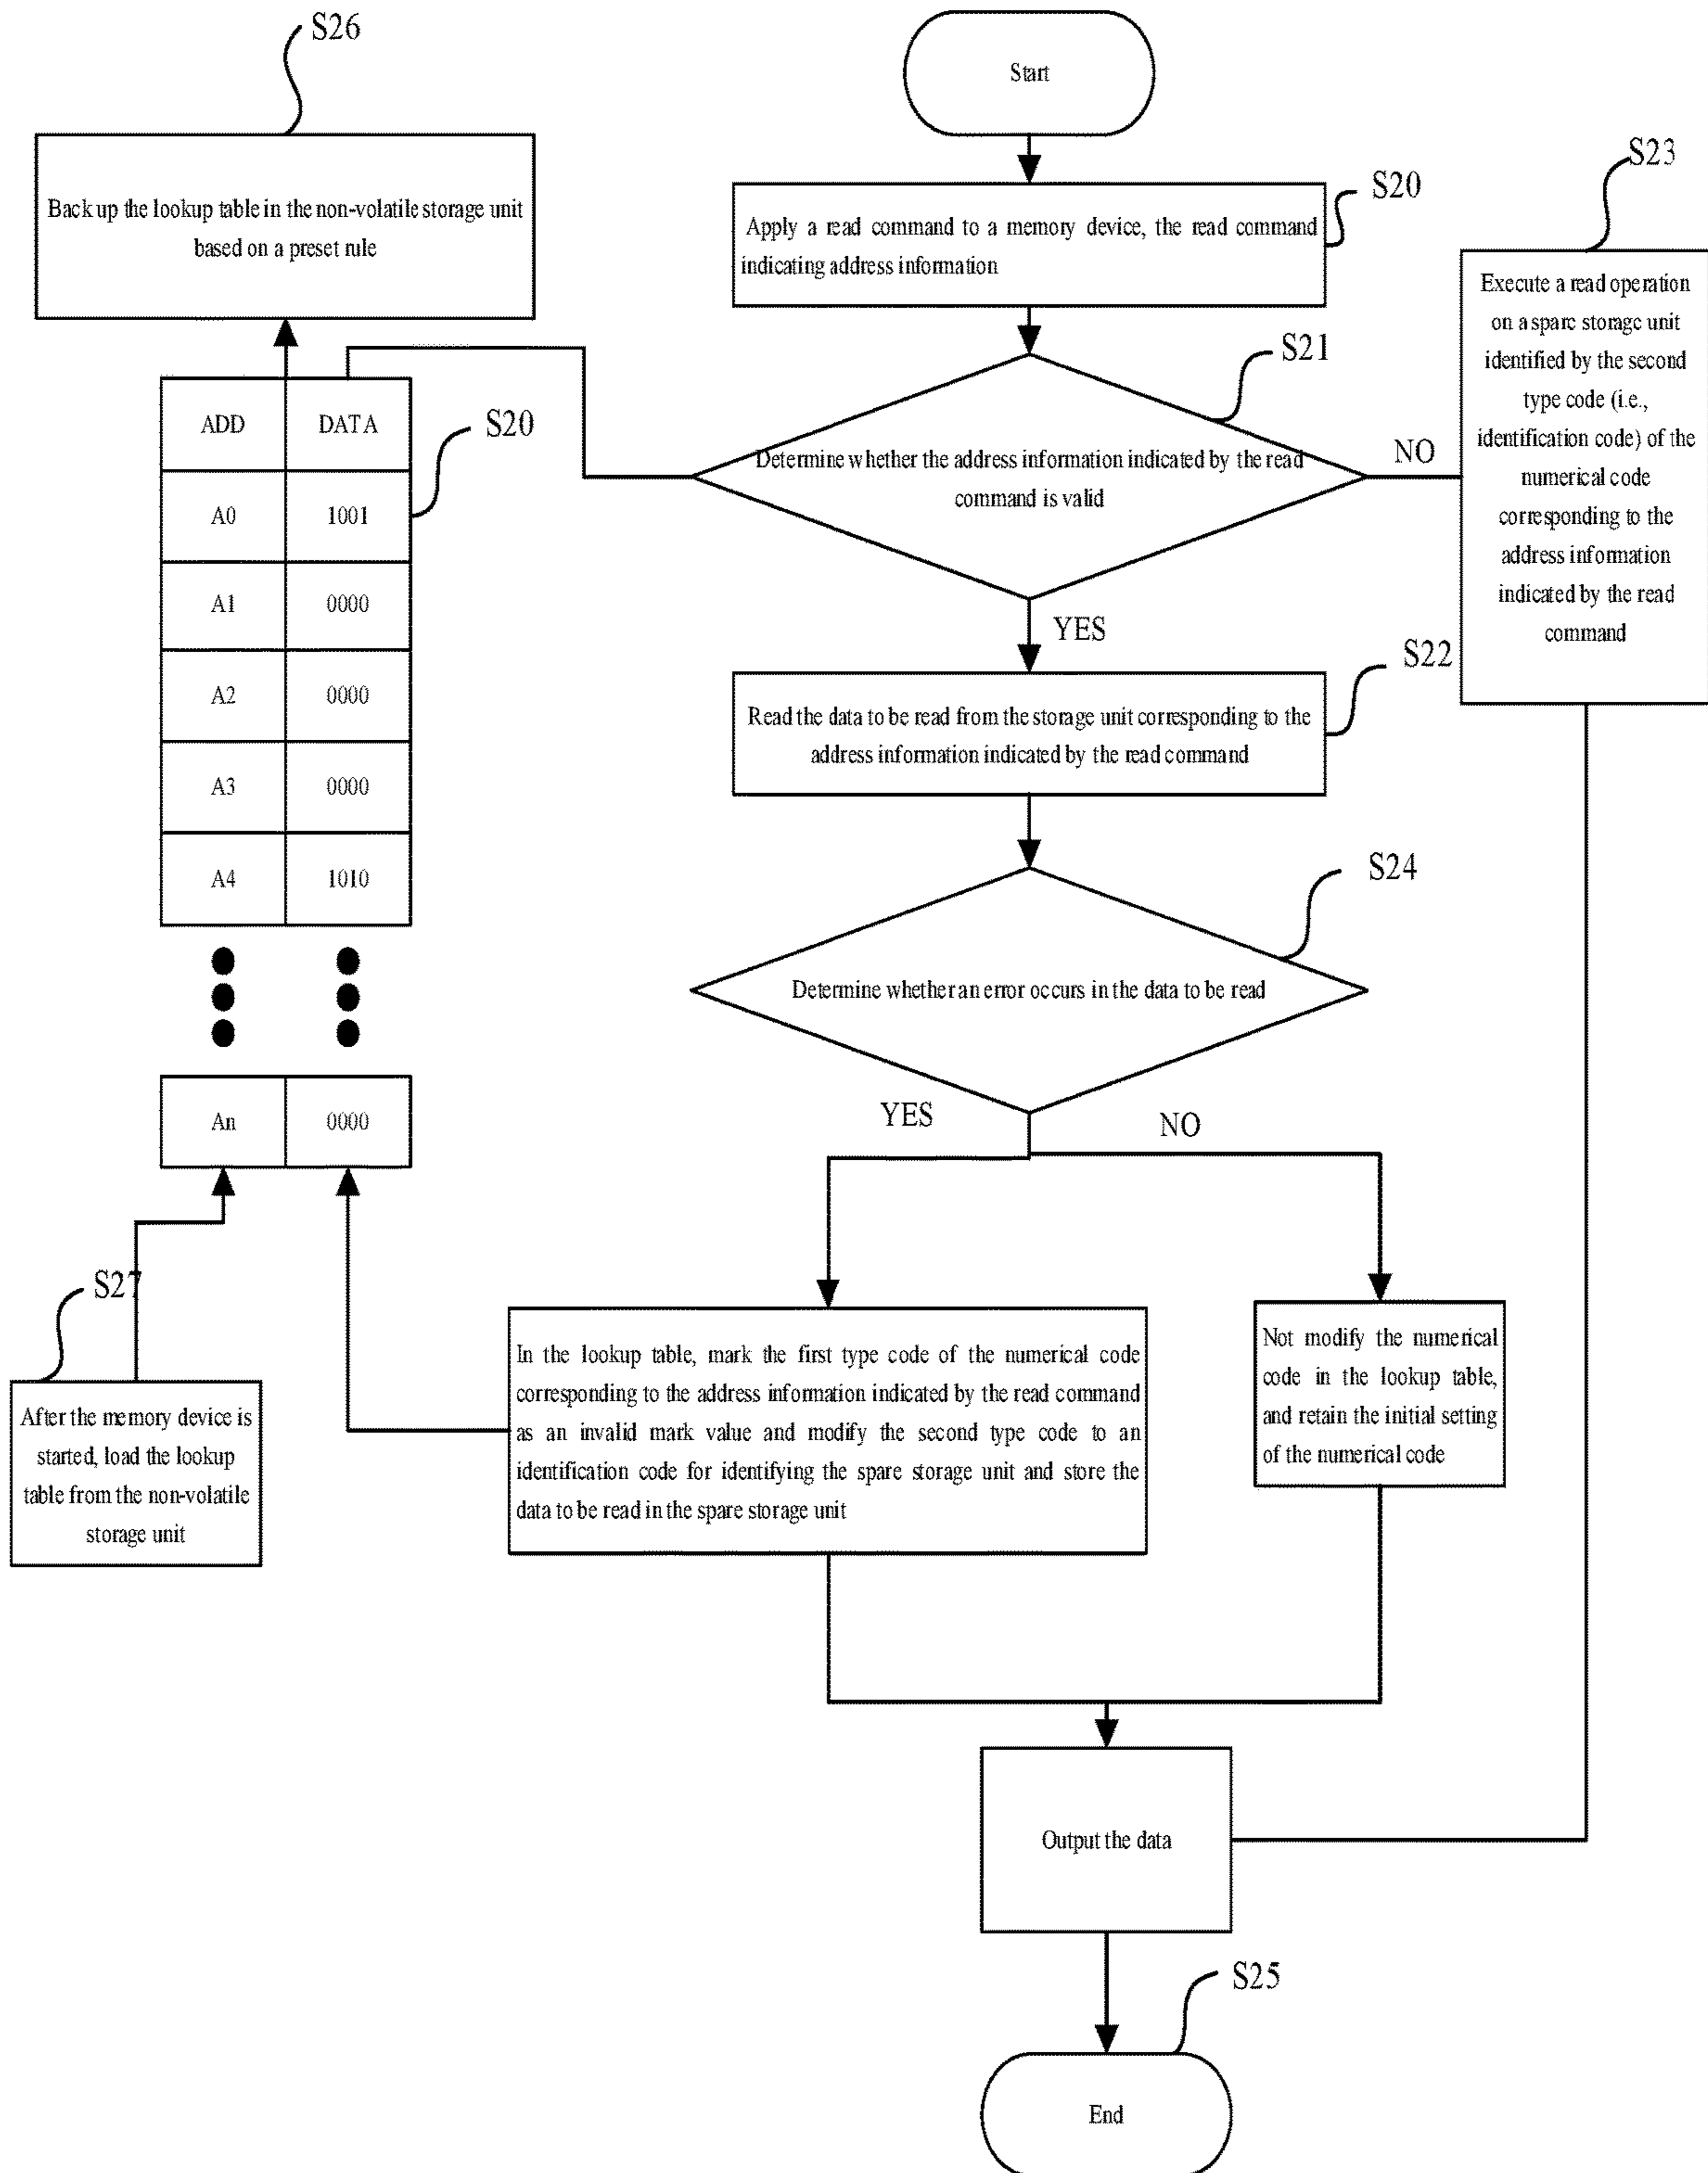 S26
Back up the lookup table in the non-volatile storage unit
based on a preset rule
Start
S20
Apply a read command to a memory device, the read command
indicating address information
S23
Execute a read operation
on a spare storage unit
identified by the second
type code (i.e.,
identification code) of the
numerical code
corresponding to the
address information
indicated by the read
command
S21
Determine whether the address information indicated by the read
command is valid
NO
YES
ADD DATA
S20
A0 1001
A1 0000
A2 0000
A3 0000
A4 1010
An 0000
S22
Read the data to be read from the storage unit corresponding to the
address information indicated by the read command
S24
Determine whether an error occurs in the data to be read
YES
NO
S27
After the memory device is
started, load the lookup
table from the non-volatile
storage unit
In the lookup table, mark the first type code of the numerical code
corresponding to the address information indicated by the read command
as an invalid mark value and modify the second type code to an
identification code for identifying the spare storage unit and store the
data to be read in the spare storage unit
Not modify the numerical
code in the lookup table,
and retain the initial setting
of the numerical code
Output the data
S25
End